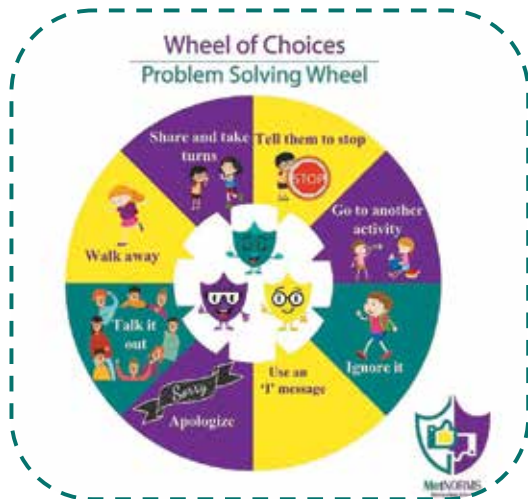 Wheel of Choices
Problem Solving Wheel
Share and take
turns
Tell them to stop
STOP
Go to another
activity
Walk away
Talk it
out
Ignore it
Use an
'I' message
Sorry
Apologize
MetNORMS